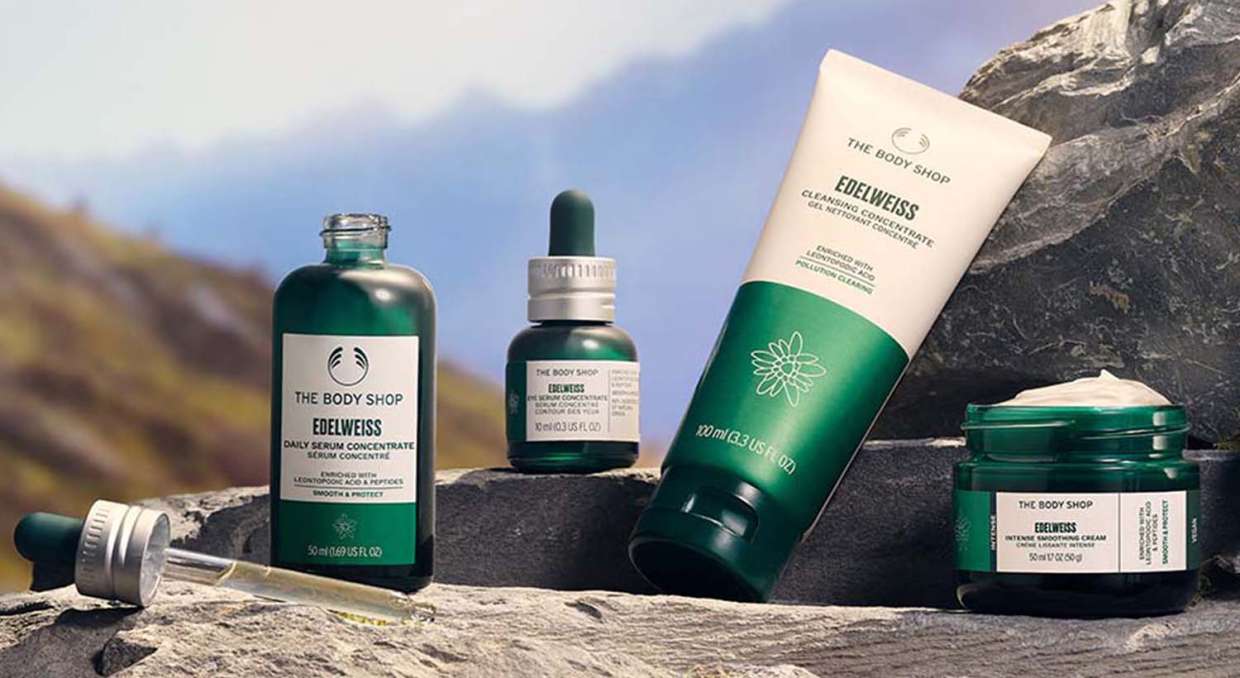 THE BODY SHOP
EDELWEISS
DAILY SERUM CONCENTRATE
SÉRUM CONCENTRÉ
ENRICHED WITH
LEONTOPODIC ACID & PEPTIDES
SMOOTH & PROTECT
50 ml (1.69 US FL OZ)
THE BODY SHOP
EDELWEISS
EYE SERUM CONCENTRATE
SÉRUM CONCENTRÉ
CONTOUR DES YEUX
10 ml (0.3 US FL OZ)
THE BODY SHOP
EDELWEISS
CLEANSING CONCENTRATE
GEL NETTOYANT CONCENTRÉ
ENRICHED WITH
LEONTOPODIC ACID
POLLUTION CLEARING
100 ml (3.3 US FL OZ)
INTENSE
THE BODY SHOP
EDELWEISS
INTENSE SMOOTHING CREAM
CRÈME LISSANTE INTENSE
50 ml 1.7 OZ (50 g)
ENRICHED WITH
LEONTOPODIC ACID
& PEPTIDES
SMOOTH & PROTECT
VEGAN